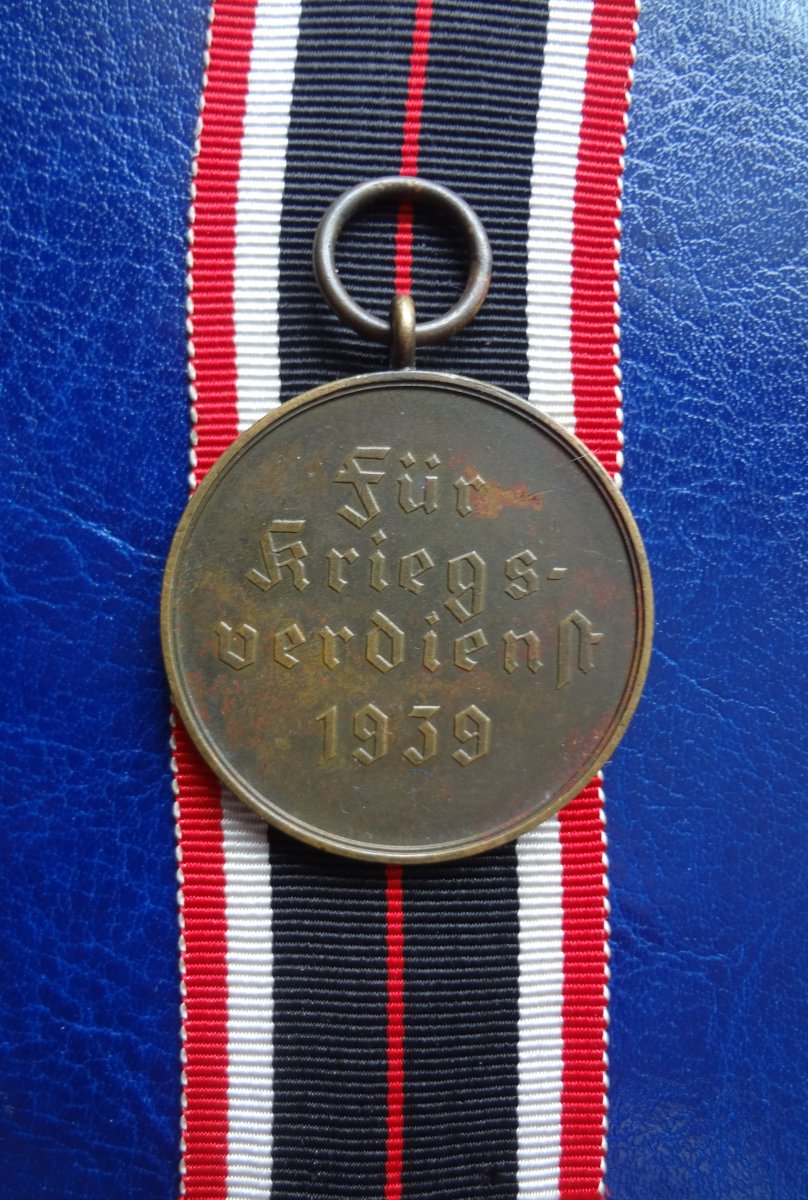 Für
Kriegs-
verdienst
1939